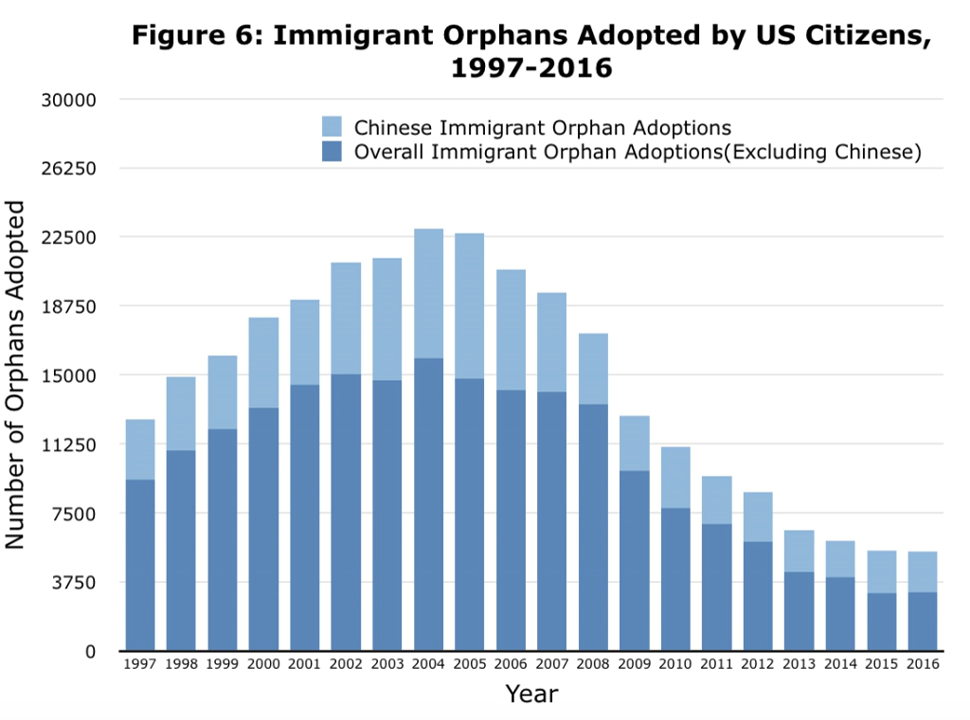 Figure 6: Immigrant Orphans Adopted by US Citizens,
1997-2016
30000
Chinese Immigrant Orphan Adoptions
Overall Immigrant Orphan Adoptions(Excluding Chinese)
26250
22500
18750
15000
11250
7500
3750
0
Number of Orphans Adopted
1997 1998 1999 2000 2001 2002 2003 2004 2005 2006 2007 2008 2009 2010 2011 2012 2013 2014 2015 2016
Year